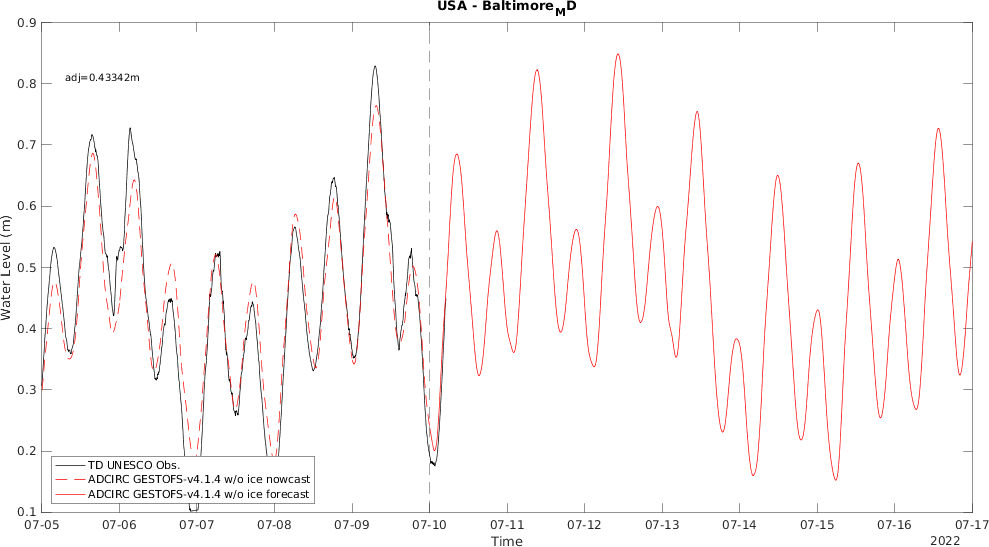 USA - Baltimore_MD
adj=0.43342m
Water Level (m)
0.9
0.8
0.7
0.6
0.5
0.4
0.3
0.2
0.1
TD UNESCO Obs.
ADCIRC GESTOFS-v4.1.4 w/o ice nowcast
ADCIRC GESTOFS-v4.1.4 w/o ice forecast
07-05 07-06 07-07 07-08 07-09 07-10 07-11 07-12 07-13 07-14 07-15 07-16 07-17
Time
2022